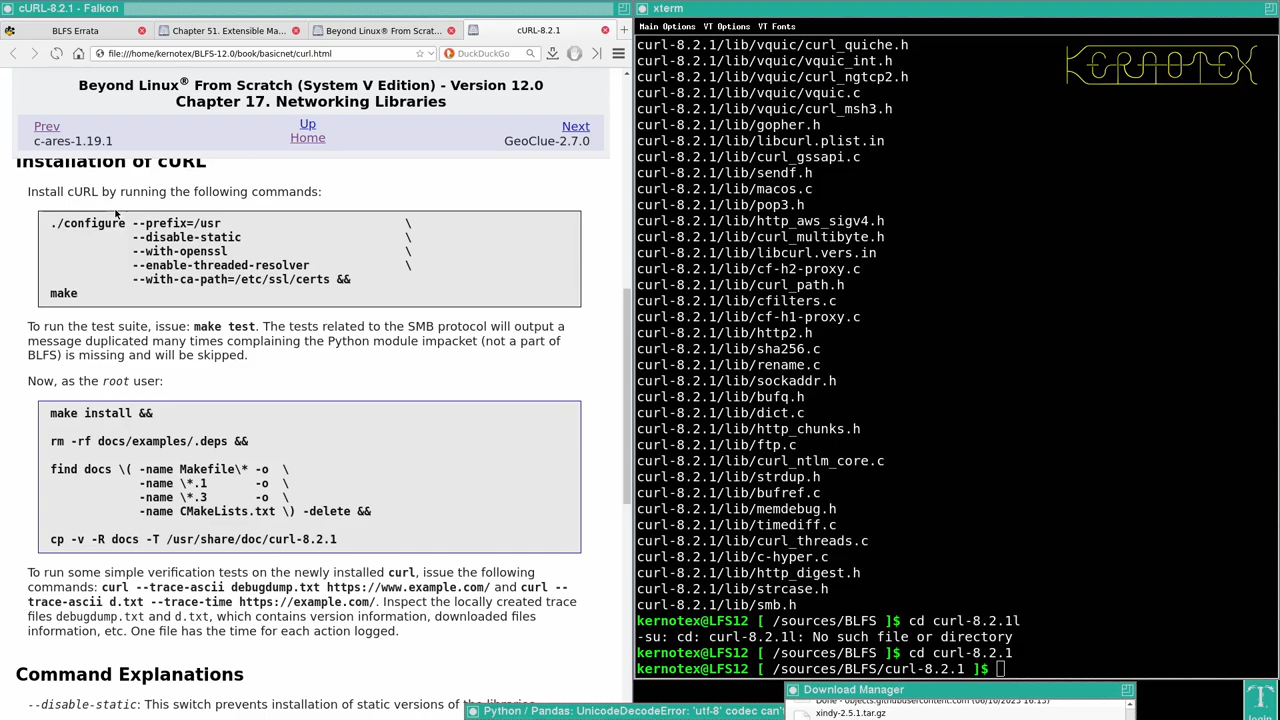 cURL-8.2.1 - Falkon
BLFS Errata
Chapter 51. Extensible Ma
Beyond Linux® From Scrat
cURL-8.2.1
file:///home/kernotex/BLFS-12.0/book/basicnet/curl.html
DuckDuckGo
Beyond Linux® From Scratch (System V Edition) - Version 12.0
Chapter 17. Networking Libraries
Prev
Up
Next
c-ares-1.19.1
Home
GeoClue-2.7.0
Installation of cURL
Install cURL by running the following commands:
./configure --prefix=/usr \
--disable-static \
--with-openssl \
--enable-threaded-resolver \
--with-ca-path=/etc/ssl/certs &&
make
To run the test suite, issue: make test. The tests related to the SMB protocol will output a
message duplicated many times complaining the Python module impacket (not a part of
BLFS) is missing and will be skipped.
Now, as the root user:
make install &&
rm -rf docs/examples/.deps &&
find docs \( -name Makefile\* -o \
-name \*.1 -o \
-name \*.3 -o \
-name CMakeLists.txt \) -delete &&
cp -v -R docs -T /usr/share/doc/curl-8.2.1
To run some simple verification tests on the newly installed curl, issue the following
commands: curl --trace-ascii debugdump.txt https://www.example.com/ and curl --
trace-ascii d.txt --trace-time https://example.com/. Inspect the locally created trace
files debugdump.txt and d.txt, which contains version information, downloaded files
information, etc. One file has the time for each action logged.
Command Explanations
--disable-static: This switch prevents installation of static versions of the libraries.
xterm
Main Options VT Options VT Fonts
KERNOTEX
curl-8.2.1/lib/vquic/curl_quiche.h
curl-8.2.1/lib/vquic/vquic_int.h
curl-8.2.1/lib/vquic/curl_ngtcp2.h
curl-8.2.1/lib/vquic/vquic.c
curl-8.2.1/lib/vquic/curl_msh3.h
curl-8.2.1/lib/gopher.h
curl-8.2.1/lib/libcurl.plist.in
curl-8.2.1/lib/curl_gssapi.c
curl-8.2.1/lib/sendf.h
curl-8.2.1/lib/macos.c
curl-8.2.1/lib/pop3.h
curl-8.2.1/lib/http_aws_sigv4.h
curl-8.2.1/lib/curl_multibyte.h
curl-8.2.1/lib/libcurl.vers.in
curl-8.2.1/lib/cf-h2-proxy.c
curl-8.2.1/lib/curl_path.h
curl-8.2.1/lib/cfilters.c
curl-8.2.1/lib/cf-h1-proxy.c
curl-8.2.1/lib/http2.h
curl-8.2.1/lib/sha256.c
curl-8.2.1/lib/rename.c
curl-8.2.1/lib/sockaddr.h
curl-8.2.1/lib/bufq.h
curl-8.2.1/lib/dict.c
curl-8.2.1/lib/http_chunks.h
curl-8.2.1/lib/ftp.c
curl-8.2.1/lib/curl_ntlm_core.c
curl-8.2.1/lib/strdup.h
curl-8.2.1/lib/bufref.c
curl-8.2.1/lib/memdebug.h
curl-8.2.1/lib/timediff.c
curl-8.2.1/lib/curl_threads.c
curl-8.2.1/lib/c-hyper.c
curl-8.2.1/lib/http_digest.h
curl-8.2.1/lib/strcase.h
curl-8.2.1/lib/smb.h
kernotex@LFS12 [ /sources/BLFS ]$ cd curl-8.2.1l
-su: cd: curl-8.2.1l: No such file or directory
kernotex@LFS12 [ /sources/BLFS ]$ cd curl-8.2.1
kernotex@LFS12 [ /sources/BLFS/curl-8.2.1 ]$
Download Manager
xindy-2.5.1.tar.gz
Python / Pandas: UnicodeDecodeError: 'utf-8' codec can't